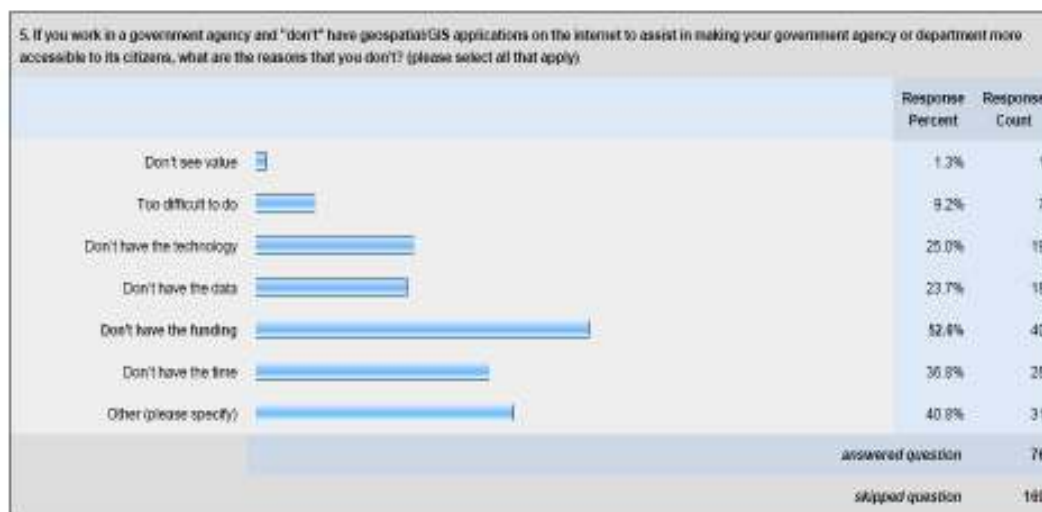 5. If you work in a government agency and "don't" have geospatial/GIS applications on the internet to assist in making your government agency or department more
accessible to its citizens, what are the reasons that you don't? (please select all that apply)
Response Percent
Response Count
Don't see value 1.3%
Too difficult to do 9.2%
Don't have the technology 25.0%
Don't have the data 23.7%
Don't have the funding 52.6%
Don't have the time 36.8%
Other (please specify) 40.8%
answered question
skipped question